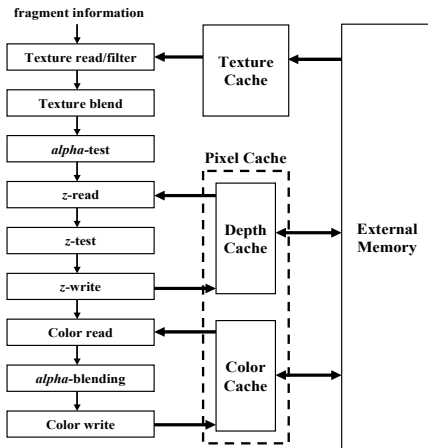 fragment information
Texture read/filter
Texture blend
alpha-test
z-read
z-test
z-write
Color read
alpha-blending
Color write
Texture
Cache
Pixel Cache
Depth
Cache
Color
Cache
External
Memory